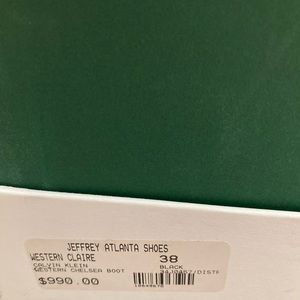 JEFFREY ATLANTA SHOES
WESTERN CLAIRE 38
CALVIN KLEIN BLACK
WESTERN CHELSEA BOOT
$990.00